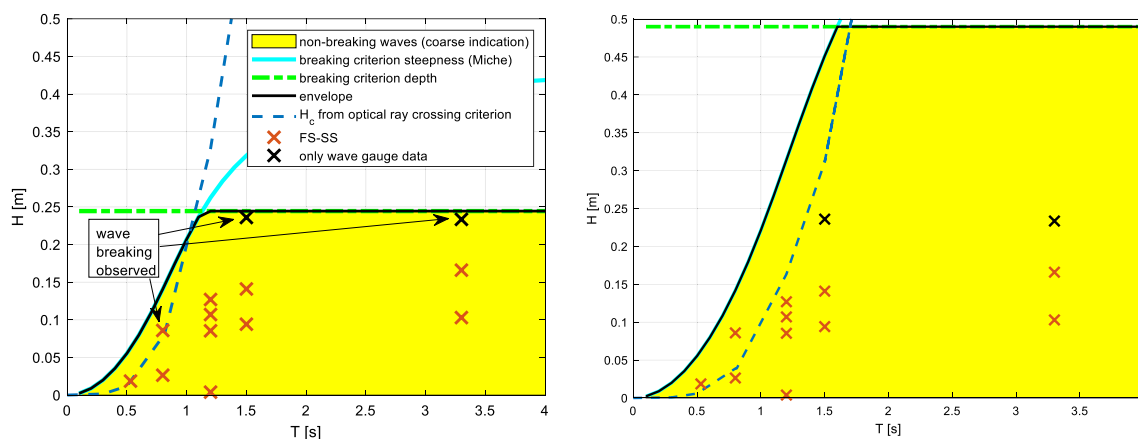 0.5
0.45
0.4
0.35
0.3
0.25
0.2
0.15
0.1
0.05
0
H [m]
non-breaking waves (coarse indication)
breaking criterion steepness (Miche)
breaking criterion depth
envelope
H_c from optical ray crossing criterion
FS-SS
only wave gauge data
wave
breaking
observed
0 0.5 1 1.5 2 2.5 3 3.5 4
T [s]
0.5
0.45
0.4
0.35
0.3
0.25
0.2
0.15
0.1
0.05
0
H [m]
0 0.5 1 1.5 2 2.5 3 3.5
T [s]